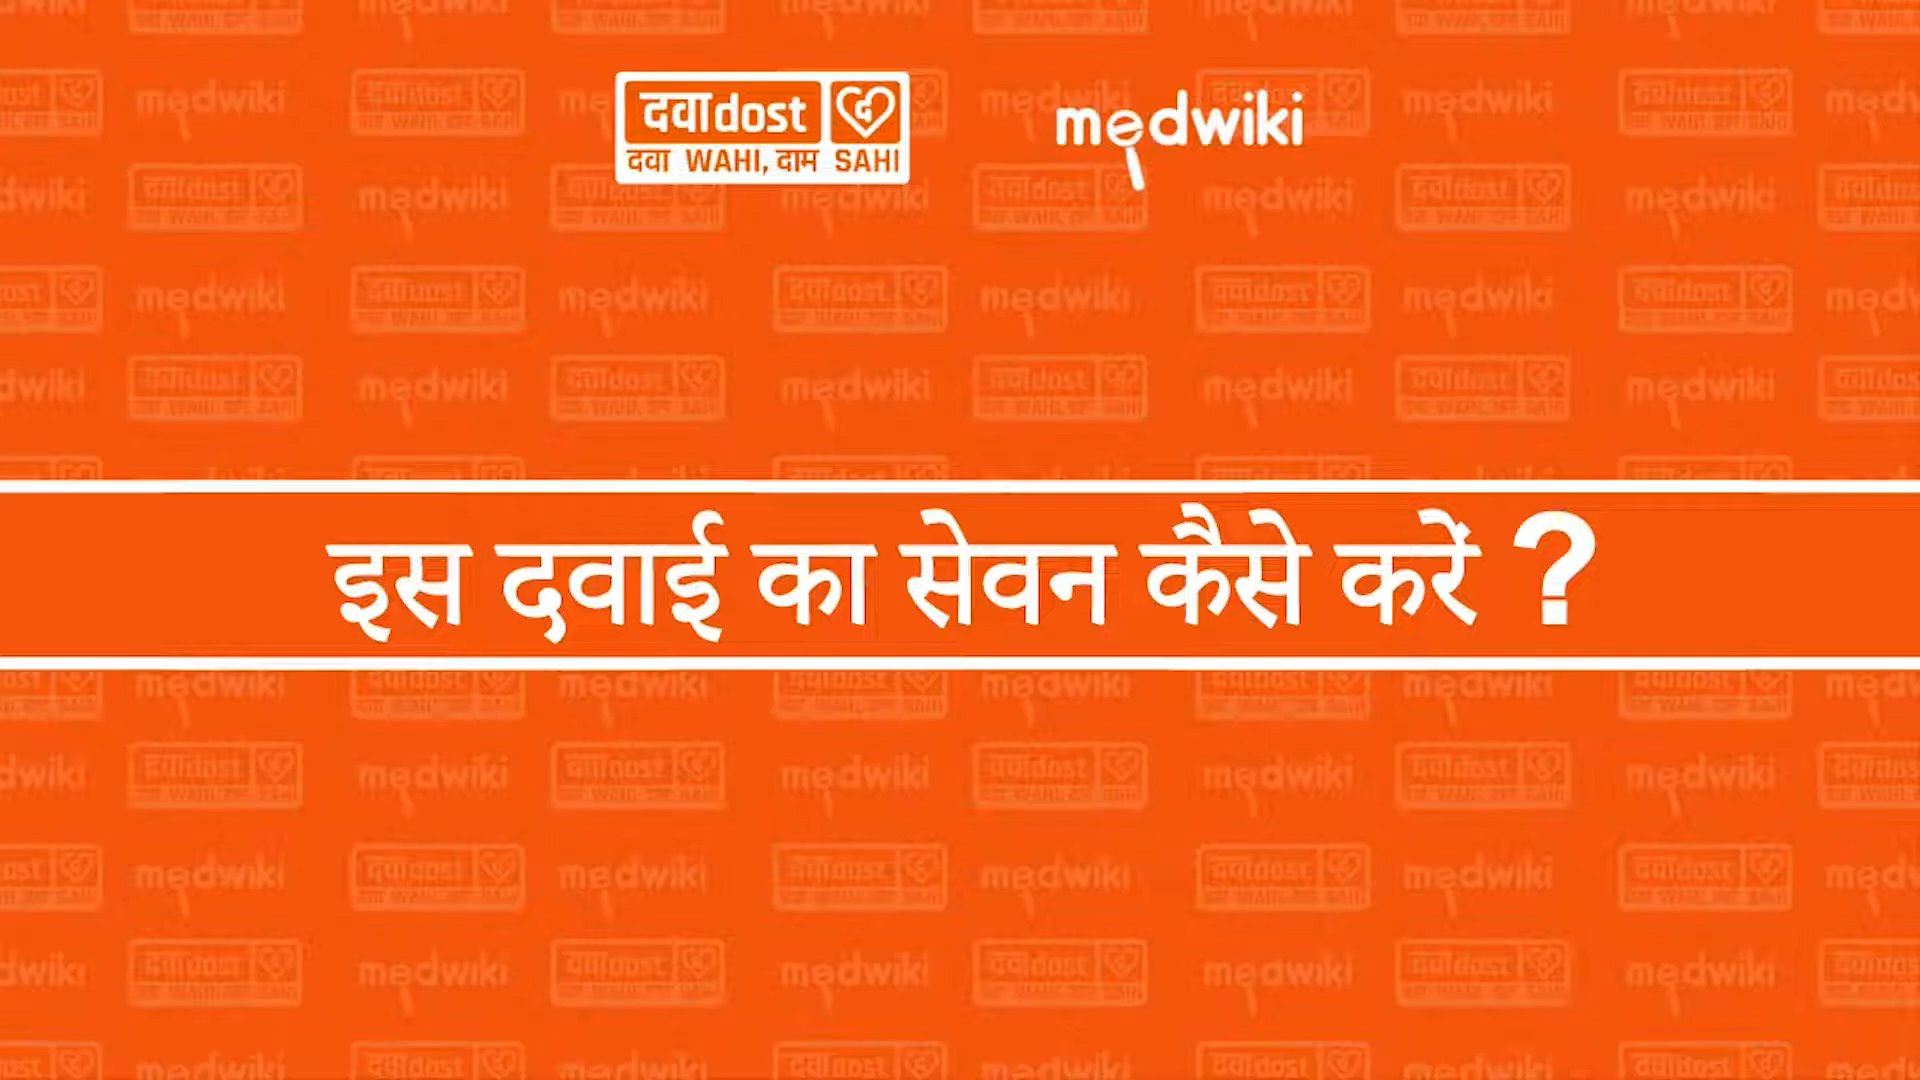 दवाdost
दवा WAHI, दाम SAHI
medwiki
इस दवाई का सेवन कैसे करें ?